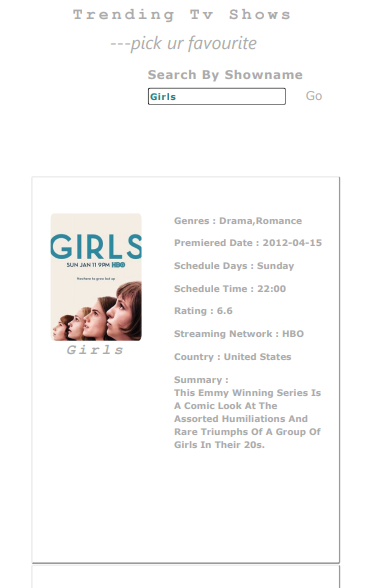 Trending Tv Shows
---pick ur favourite
Search By Showname
Girls
Go
GIRLS
SUN JAN 11 9PM HBO
Girls
Genres : Drama,Romance
Premiered Date : 2012-04-15
Schedule Days : Sunday
Schedule Time : 22:00
Rating : 6.6
Streaming Network : HBO
Country : United States
Summary :
This Emmy Winning Series Is
A Comic Look At The
Assorted Humiliations And
Rare Triumphs Of A Group Of
Girls In Their 20s.